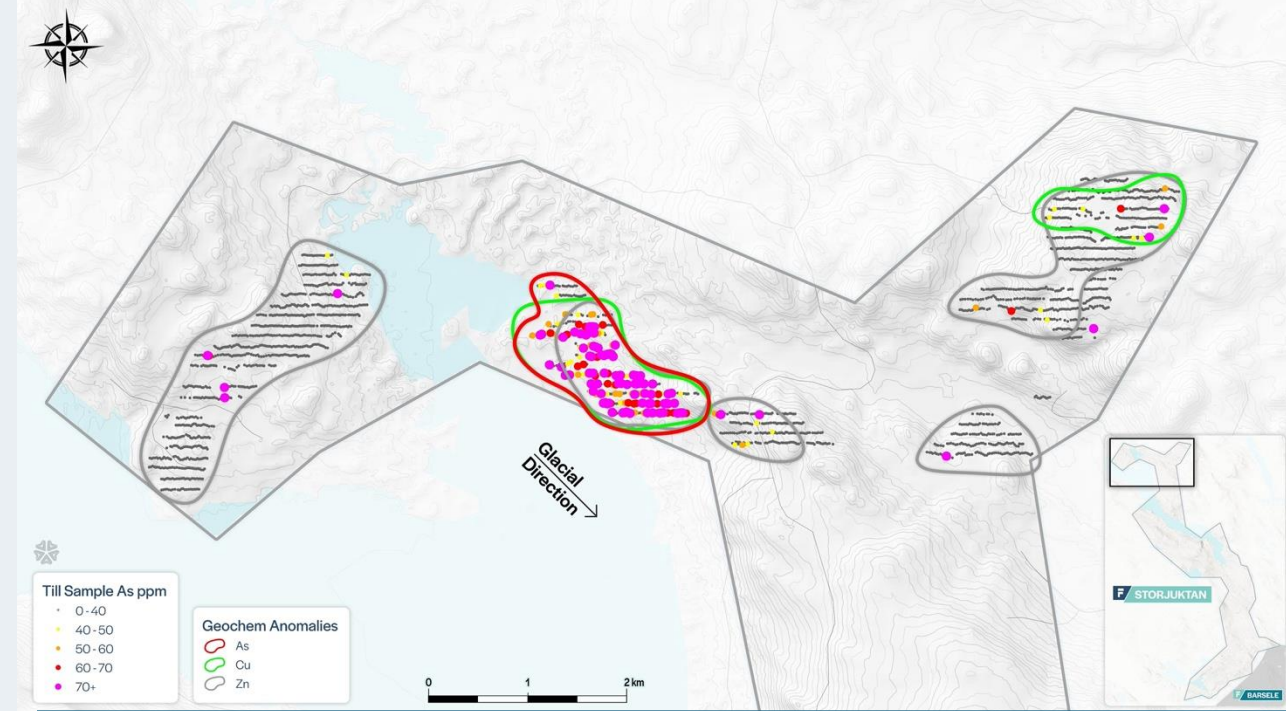 Glacial
Direction
Till Sample As ppm
0-40
40-50
50-60
60-70
70+
Geochem Anomalies
As
Cu
Zn
0 1 2 km
F/ STORJUKTAN
F/ BARSELE